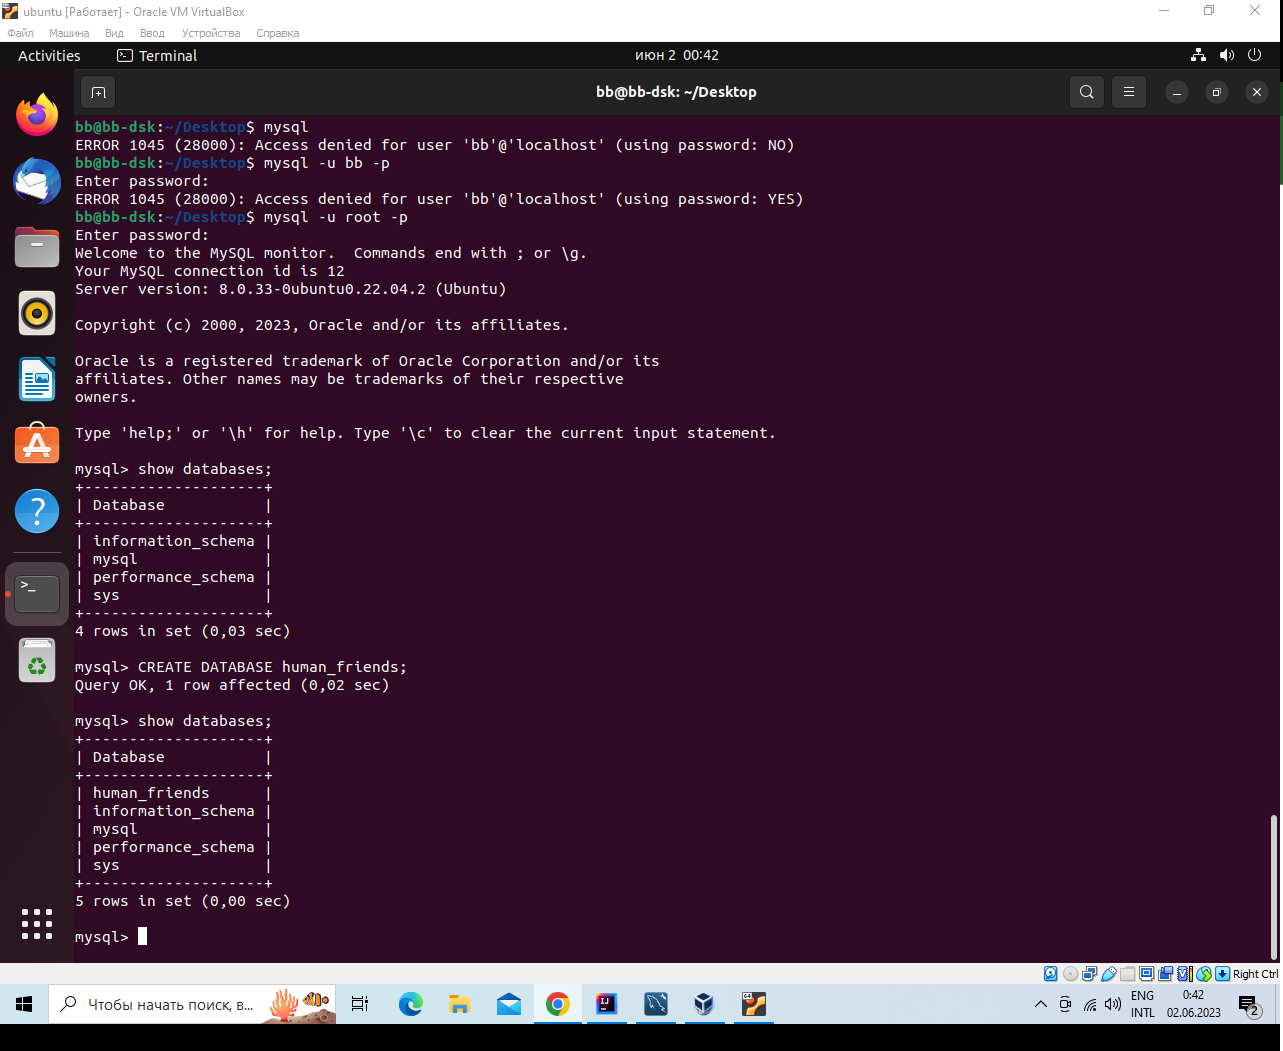 ubuntu [Работает] - Oracle VM VirtualBox
Файл Машина Вид Ввод Устройства Справка
Activities Terminal июн 2 00:42
bb@bb-dsk: ~/Desktop
bb@bb-dsk:~/Desktop$ mysql
ERROR 1045 (28000): Access denied for user 'bb'@'localhost' (using password: NO)
bb@bb-dsk:~/Desktop$ mysql -u bb -p
Enter password:
ERROR 1045 (28000): Access denied for user 'bb'@'localhost' (using password: YES)
bb@bb-dsk:~/Desktop$ mysql -u root -p
Enter password:
Welcome to the MySQL monitor.  Commands end with ; or \g.
Your MySQL connection id is 12
Server version: 8.0.33-0ubuntu0.22.04.2 (Ubuntu)
Copyright (c) 2000, 2023, Oracle and/or its affiliates.
Oracle is a registered trademark of Oracle Corporation and/or its
affiliates. Other names may be trademarks of their respective
owners.
Type 'help;' or '\h' for help. Type '\c' to clear the current input statement.
mysql> show databases;
+--------------------+
| Database           |
+--------------------+
| information_schema |
| mysql              |
| performance_schema |
| sys                |
+--------------------+
4 rows in set (0,03 sec)
mysql> CREATE DATABASE human_friends;
Query OK, 1 row affected (0,02 sec)
mysql> show databases;
+--------------------+
| Database           |
+--------------------+
| human_friends      |
| information_schema |
| mysql              |
| performance_schema |
| sys                |
+--------------------+
5 rows in set (0,00 sec)
mysql>
Right Ctrl
Чтобы начать поиск, в...
ENG 0:42
INTL 02.06.2023
2